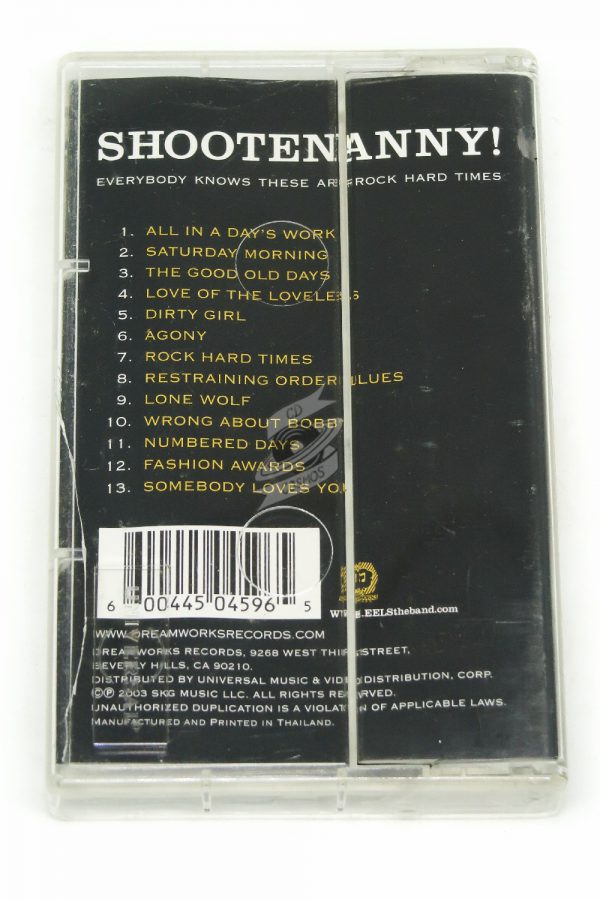 SHOOTENANNY!
EVERYBODY KNOWS THESE ARE ROCK HARD TIMES
1. ALL IN A DAY'S WORK
2. SATURDAY MORNING
3. THE GOOD OLD DAYS
4. LOVE OF THE LOVELESS
5. DIRTY GIRL
6. AGONY
7. ROCK HARD TIMES
8. RESTRAINING ORDER BLUES
9. LONE WOLF
10. WRONG ABOUT BOBBY
11. NUMBERED DAYS
12. FASHION AWARDS
13. SOMEBODY LOVES YOU
CD
6 00445 04596 5
www.EELStheband.com
WWW.DREAMWORKSRECORDS.COM
DREAMWORKS RECORDS, 9268 WEST THIRD STREET,
BEVERLY HILLS, CA 90210.
DISTRIBUTED BY UNIVERSAL MUSIC & VIDEO DISTRIBUTION, CORP.
©℗ 2003 SKG MUSIC LLC. ALL RIGHTS RESERVED.
UNAUTHORIZED DUPLICATION IS A VIOLATION OF APPLICABLE LAWS.
MANUFACTURED AND PRINTED IN THAILAND.